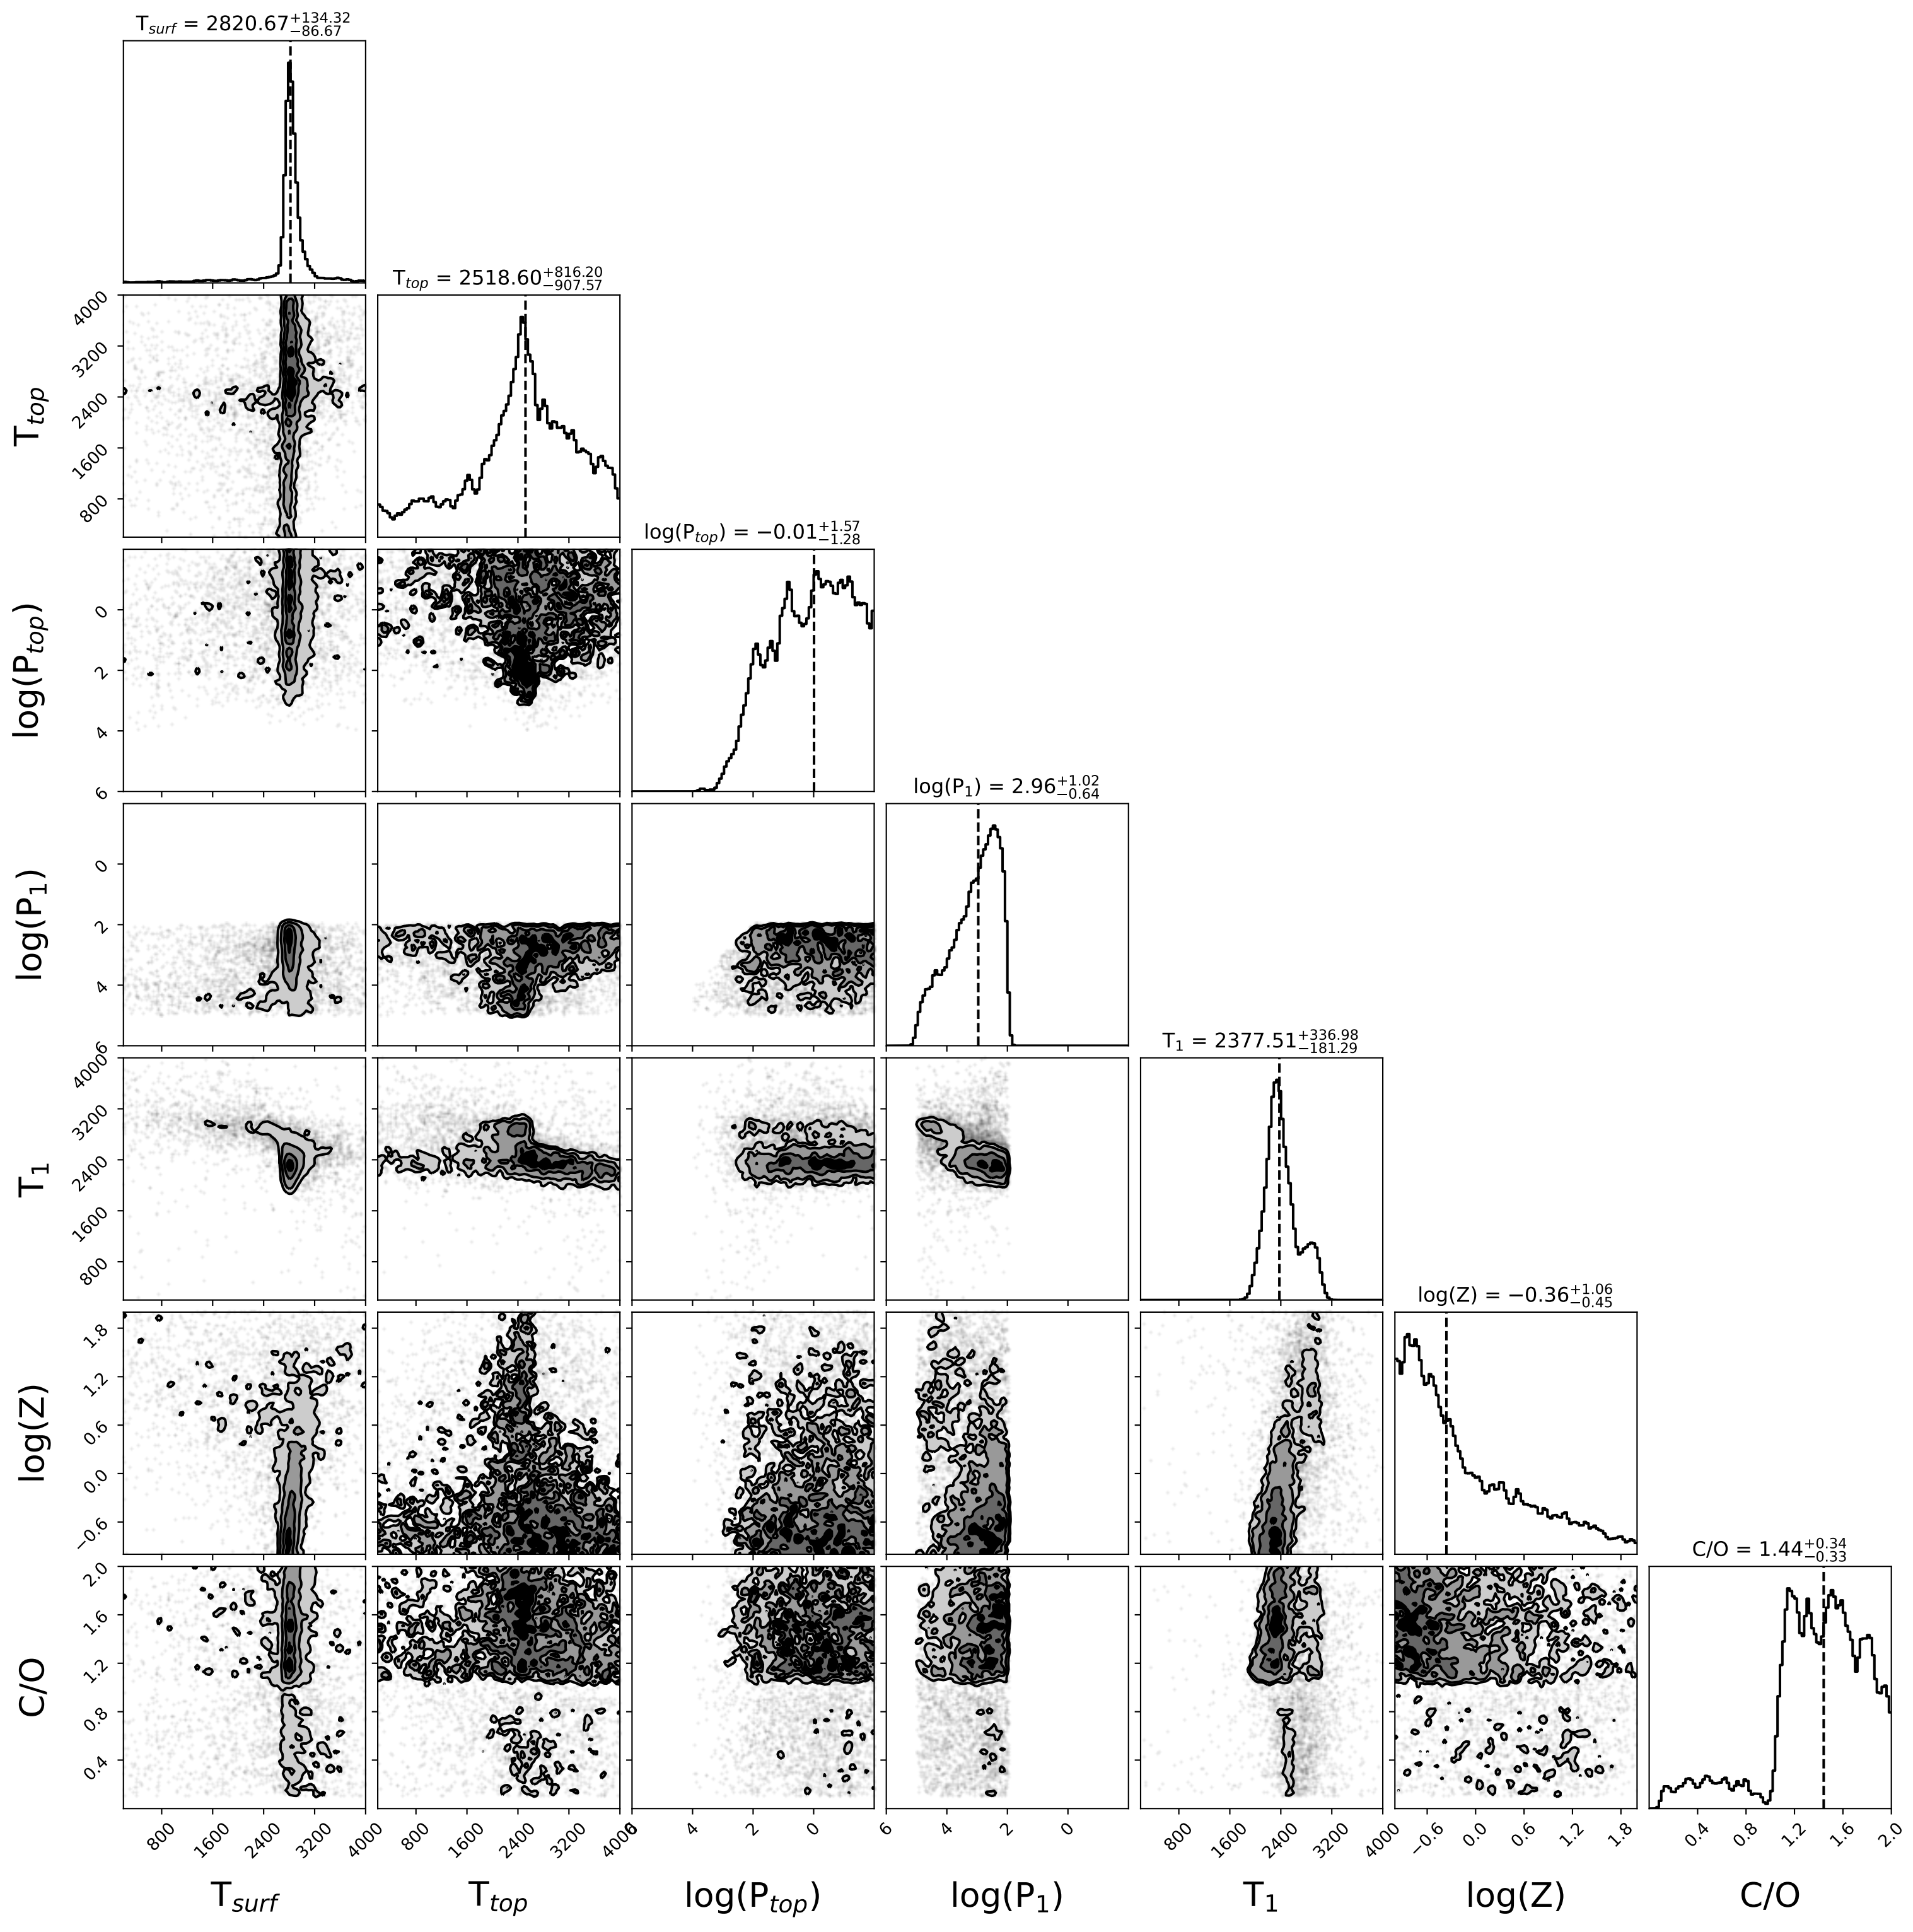 T_surf = 2820.67^{+134.32}_{−86.67}
T_top = 2518.60^{+816.20}_{−907.57}
4000
3200
2400
1600
800
T_top
log(P_top) = −0.01^{+1.57}_{−1.28}
0
2
4
6
log(P_top)
log(P_1) = 2.96^{+1.02}_{−0.64}
0
2
4
6
log(P_1)
T_1 = 2377.51^{+336.98}_{−181.29}
4000
3200
2400
1600
800
T_1
log(Z) = −0.36^{+1.06}_{−0.45}
1.8
1.2
0.6
0.0
−0.6
log(Z)
C/O = 1.44^{+0.34}_{−0.33}
2.0
1.6
1.2
0.8
0.4
C/O
800 1600 2400 3200 4000 800 1600 2400 3200 4000 6 4 2 0 6 4 2 0 800 1600 2400 3200 4000 −0.6 0.0 0.6 1.2 1.8 0.4 0.8 1.2 1.6 2.0
T_surf T_top log(P_top) log(P_1) T_1 log(Z) C/O